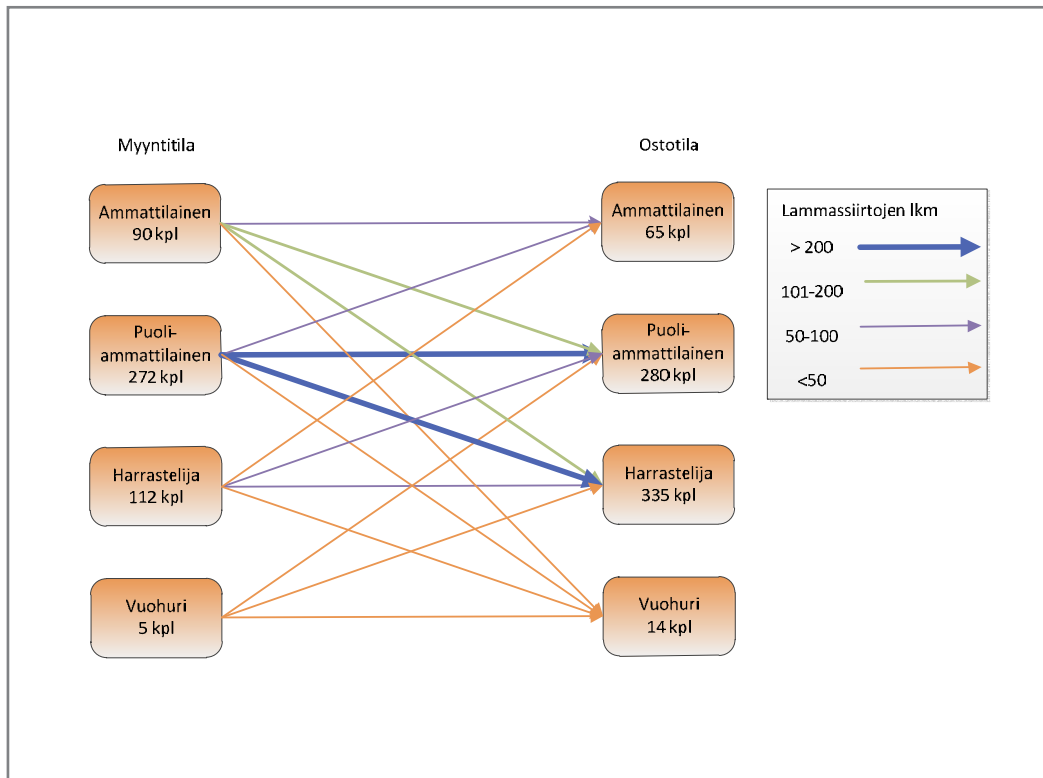 Myyntitila
Ostotila
Ammattilainen
90 kpl
Ammattilainen
65 kpl
Puoli-
ammattilainen
272 kpl
Puoli-
ammattilainen
280 kpl
Harrastelija
112 kpl
Harrastelija
335 kpl
Vuohuri
5 kpl
Vuohuri
14 kpl
Lammassiirtojen lkm
> 200
101-200
50-100
<50